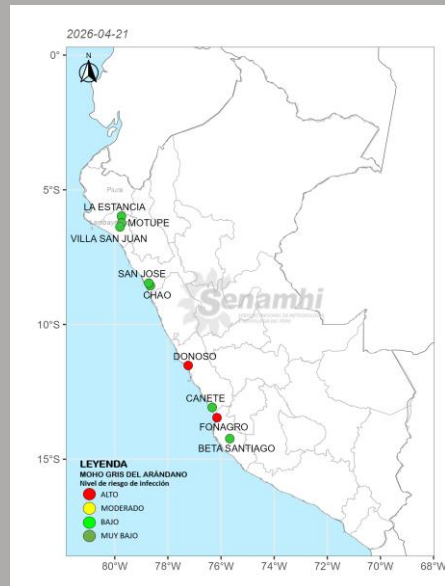 2026-04-21
N
0°
5°S
10°S
15°S
Piura
LA ESTANCIA
MOTUPE
VILLA SAN JUAN
SAN JOSE
CHAO
Senamhi
DONOSO
CANETE
FONAGRO
BETA SANTIAGO
LEYENDA
MOHO GRIS DEL ARÁNDANO
Nivel de riesgo de infección
ALTO
MODERADO
BAJO
MUY BAJO
80°W 78°W 76°W 74°W 72°W 70°W 68°W